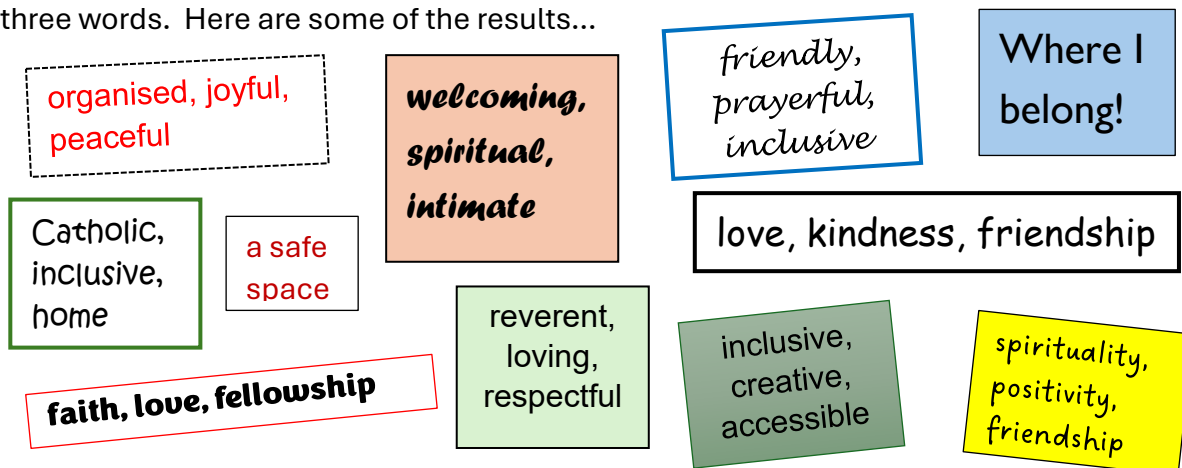 three words.  Here are some of the results…
organised, joyful,
peaceful
welcoming,
spiritual,
intimate
friendly,
prayerful,
inclusive
Where I
belong!
Catholic,
inclusive,
home
a safe
space
love, kindness, friendship
reverent,
loving,
respectful
inclusive,
creative,
accessible
spirituality,
positivity,
friendship
faith, love, fellowship